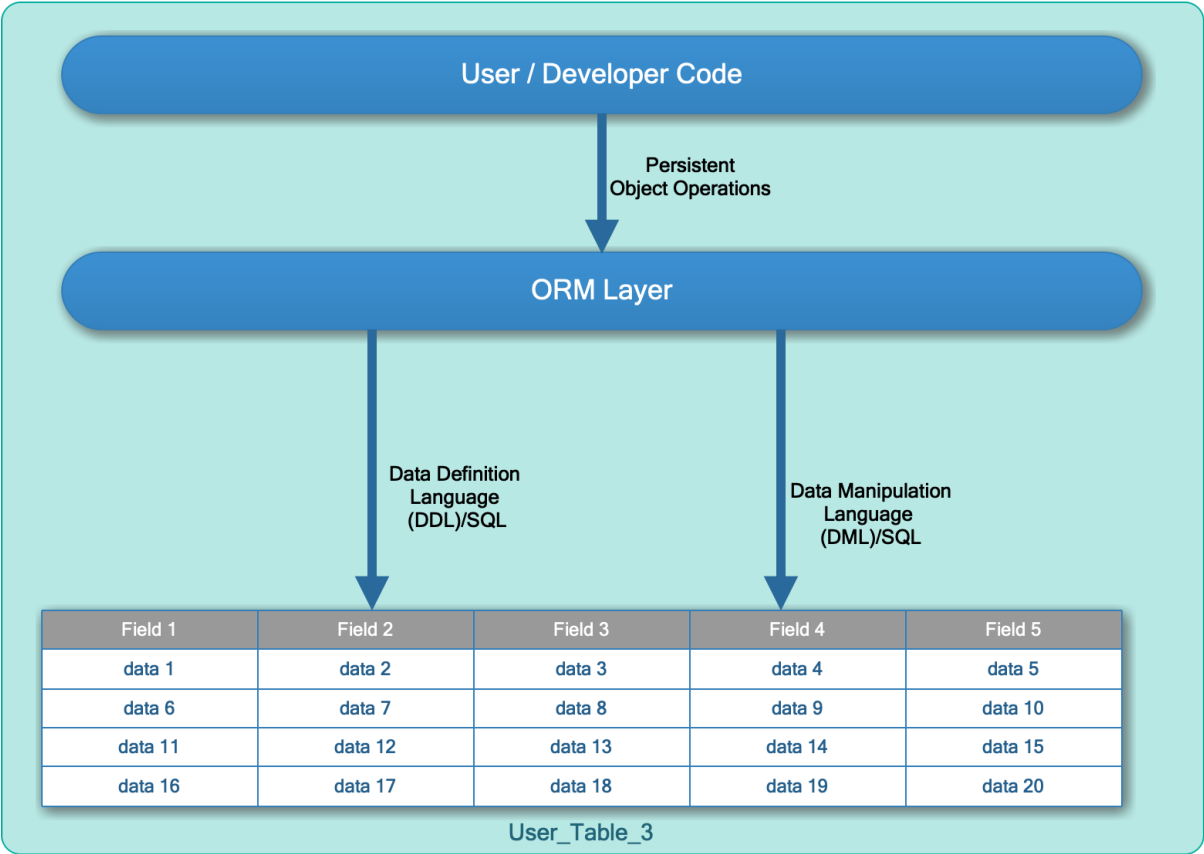 User / Developer Code
Persistent
Object Operations
ORM Layer
Data Definition
Language
(DDL)/SQL
Data Manipulation
Language
(DML)/SQL
Field 1 Field 2 Field 3 Field 4 Field 5
data 1 data 2 data 3 data 4 data 5
data 6 data 7 data 8 data 9 data 10
data 11 data 12 data 13 data 14 data 15
data 16 data 17 data 18 data 19 data 20
User_Table_3